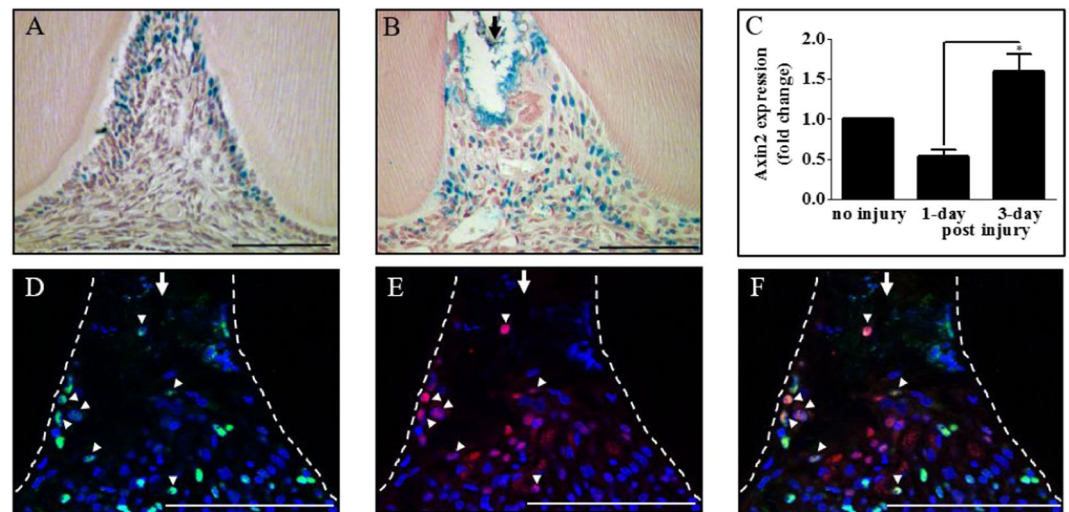 A
B
C
2.0
1.5
1.0
0.5
0.0
Axin2 expression
(fold change)
*
no injury 1-day 3-day
post injury
D
E
F